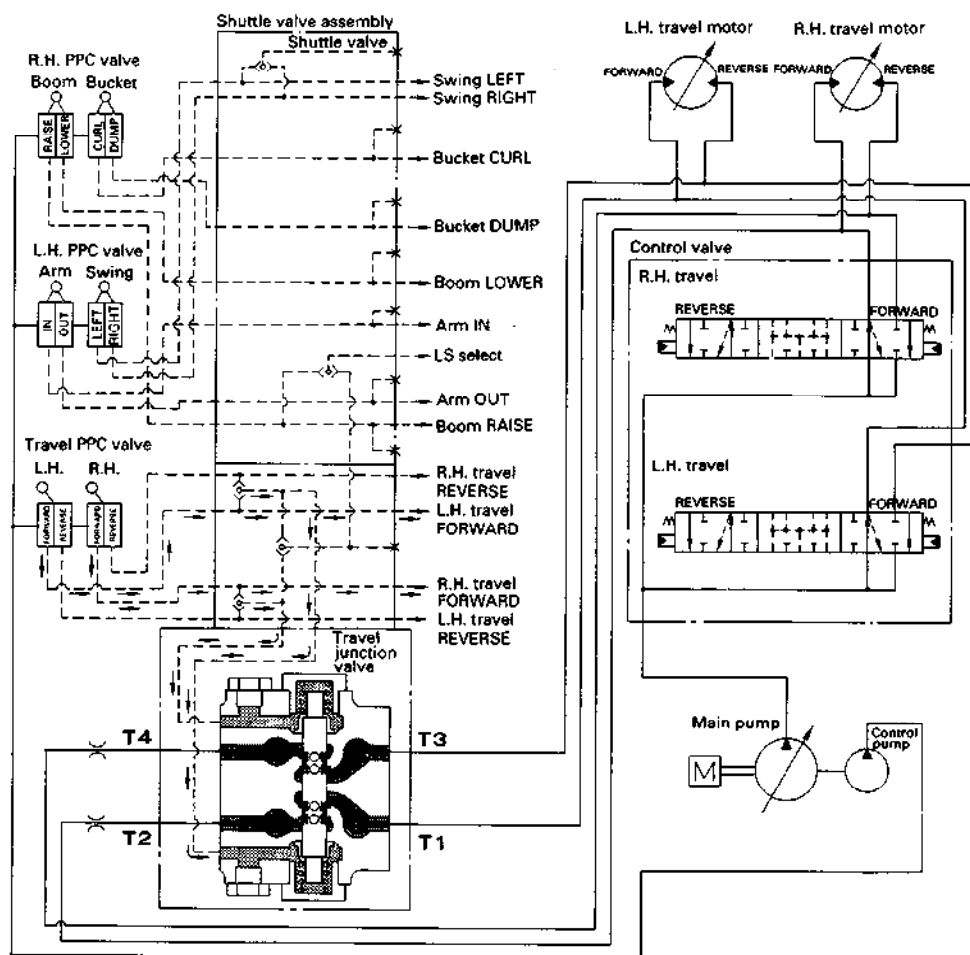 Shuttle valve assembly
Shuttle valve
R.H. PPC valve
Boom Bucket
RAISE
LOWER
CURL
DUMP
L.H. PPC valve
Arm Swing
IN
OUT
LEFT
RIGHT
Travel PPC valve
L.H. R.H.
FORWARD
REVERSE
FORWARD
REVERSE
Swing LEFT
Swing RIGHT
Bucket CURL
Bucket DUMP
Boom LOWER
Arm IN
LS select
Arm OUT
Boom RAISE
R.H. travel
REVERSE
L.H. travel
FORWARD
R.H. travel
FORWARD
L.H. travel
REVERSE
Travel
junction
valve
T4
T3
T2
T1
L.H. travel motor
FORWARD
REVERSE
R.H. travel motor
FORWARD
REVERSE
Control valve
R.H. travel
REVERSE
FORWARD
L.H. travel
REVERSE
FORWARD
Main pump
Control
pump
M